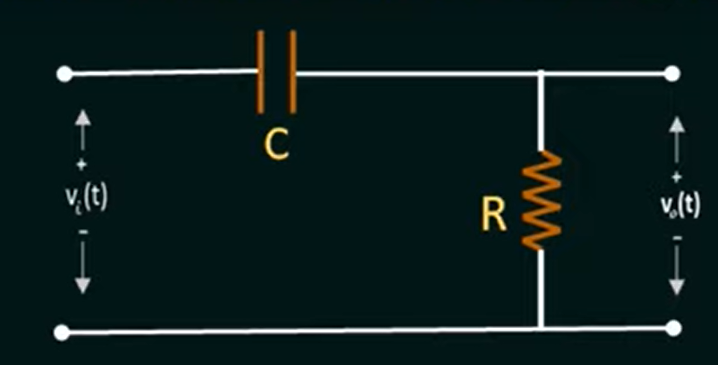 C
+
vᵢ(t)
-
R
+
vₒ(t)
-